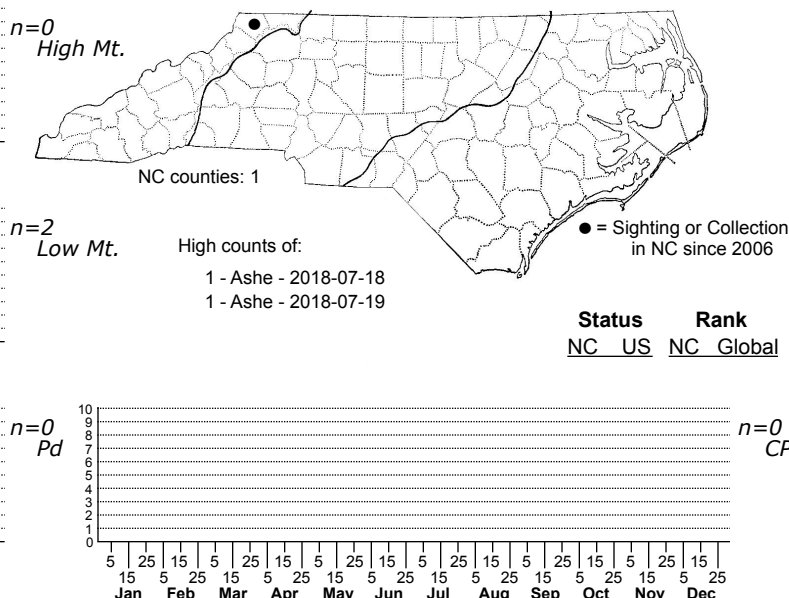 n=0
High Mt.
NC counties: 1
n=2
Low Mt.
High counts of:
1 - Ashe - 2018-07-18
1 - Ashe - 2018-07-19
● = Sighting or Collection
in NC since 2006
Status Rank
NC US NC Global
n=0
Pd
10
9
8
7
6
5
4
3
2
1
0
n=0
CP
5 25 15 5 25 15 5 25 15 5 25 15 5 25 15 5 25 15
15 5 25 15 5 25 15 5 25 15 5 25 15 5 25 15 5 25
Jan Feb Mar Apr May Jun Jul Aug Sep Oct Nov Dec